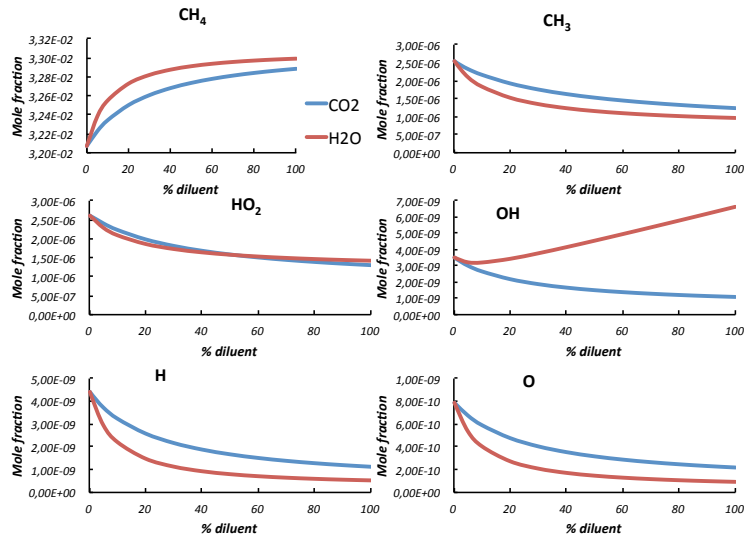 CH4
Mole fraction
3,32E-02
3,30E-02
3,28E-02
3,26E-02
3,24E-02
3,22E-02
3,20E-02
0 20 40 60 80 100
% diluent
CO2
H2O
CH3
Mole fraction
3,00E-06
2,50E-06
2,00E-06
1,50E-06
1,00E-06
5,00E-07
0,00E+00
0 20 40 60 80 100
% diluent
HO2
Mole fraction
3,00E-06
2,50E-06
2,00E-06
1,50E-06
1,00E-06
5,00E-07
0,00E+00
0 20 40 60 80 100
% diluent
OH
Mole fraction
7,00E-09
6,00E-09
5,00E-09
4,00E-09
3,00E-09
2,00E-09
1,00E-09
0,00E+00
0 20 40 60 80 100
% diluent
H
Mole fraction
5,00E-09
4,00E-09
3,00E-09
2,00E-09
1,00E-09
0,00E+00
0 20 40 60 80 100
% diluent
O
Mole fraction
1,00E-09
8,00E-10
6,00E-10
4,00E-10
2,00E-10
0,00E+00
0 20 40 60 80 100
% diluent